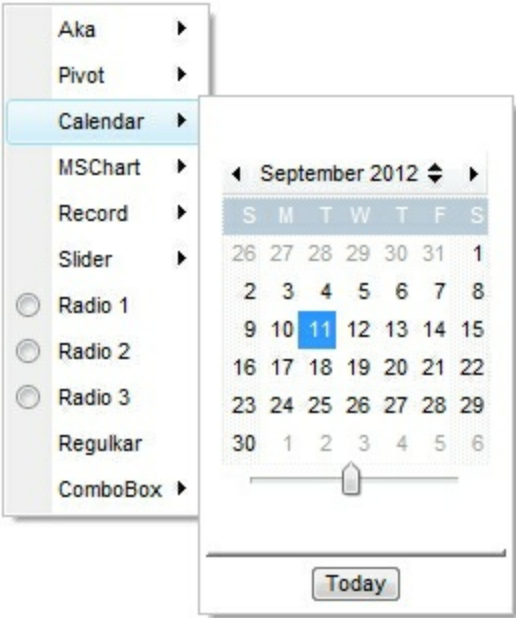 Aka
Pivot
Calendar
MSChart
Record
Slider
Radio 1
Radio 2
Radio 3
Regulkar
ComboBox
September 2012
S M T W T F S
26 27 28 29 30 31 1
2 3 4 5 6 7 8
9 10 11 12 13 14 15
16 17 18 19 20 21 22
23 24 25 26 27 28 29
30 1 2 3 4 5 6
Today